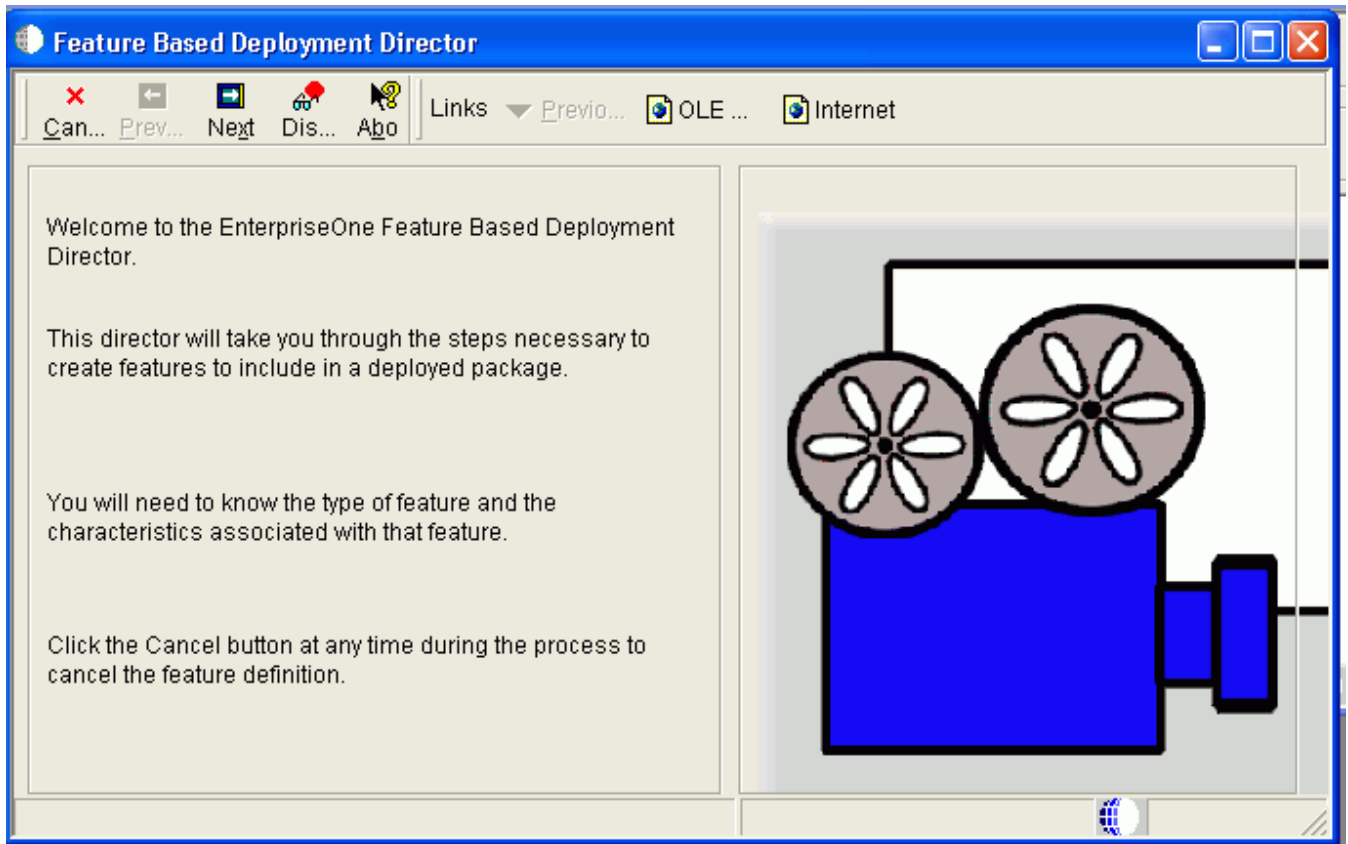 Feature Based Deployment Director
Can... Prev... Next Dis... Abo Links Previo... OLE ... Internet
Welcome to the EnterpriseOne Feature Based Deployment
Director.
This director will take you through the steps necessary to
create features to include in a deployed package.
You will need to know the type of feature and the
characteristics associated with that feature.
Click the Cancel button at any time during the process to
cancel the feature definition.